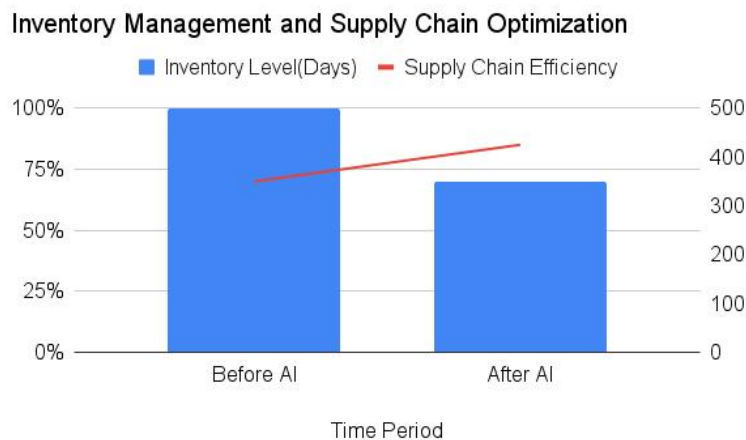 Inventory Management and Supply Chain Optimization
Inventory Level(Days) Supply Chain Efficiency
100% 500
75% 400
50% 300
25% 200
0% 100
0
Before AI After AI
Time Period